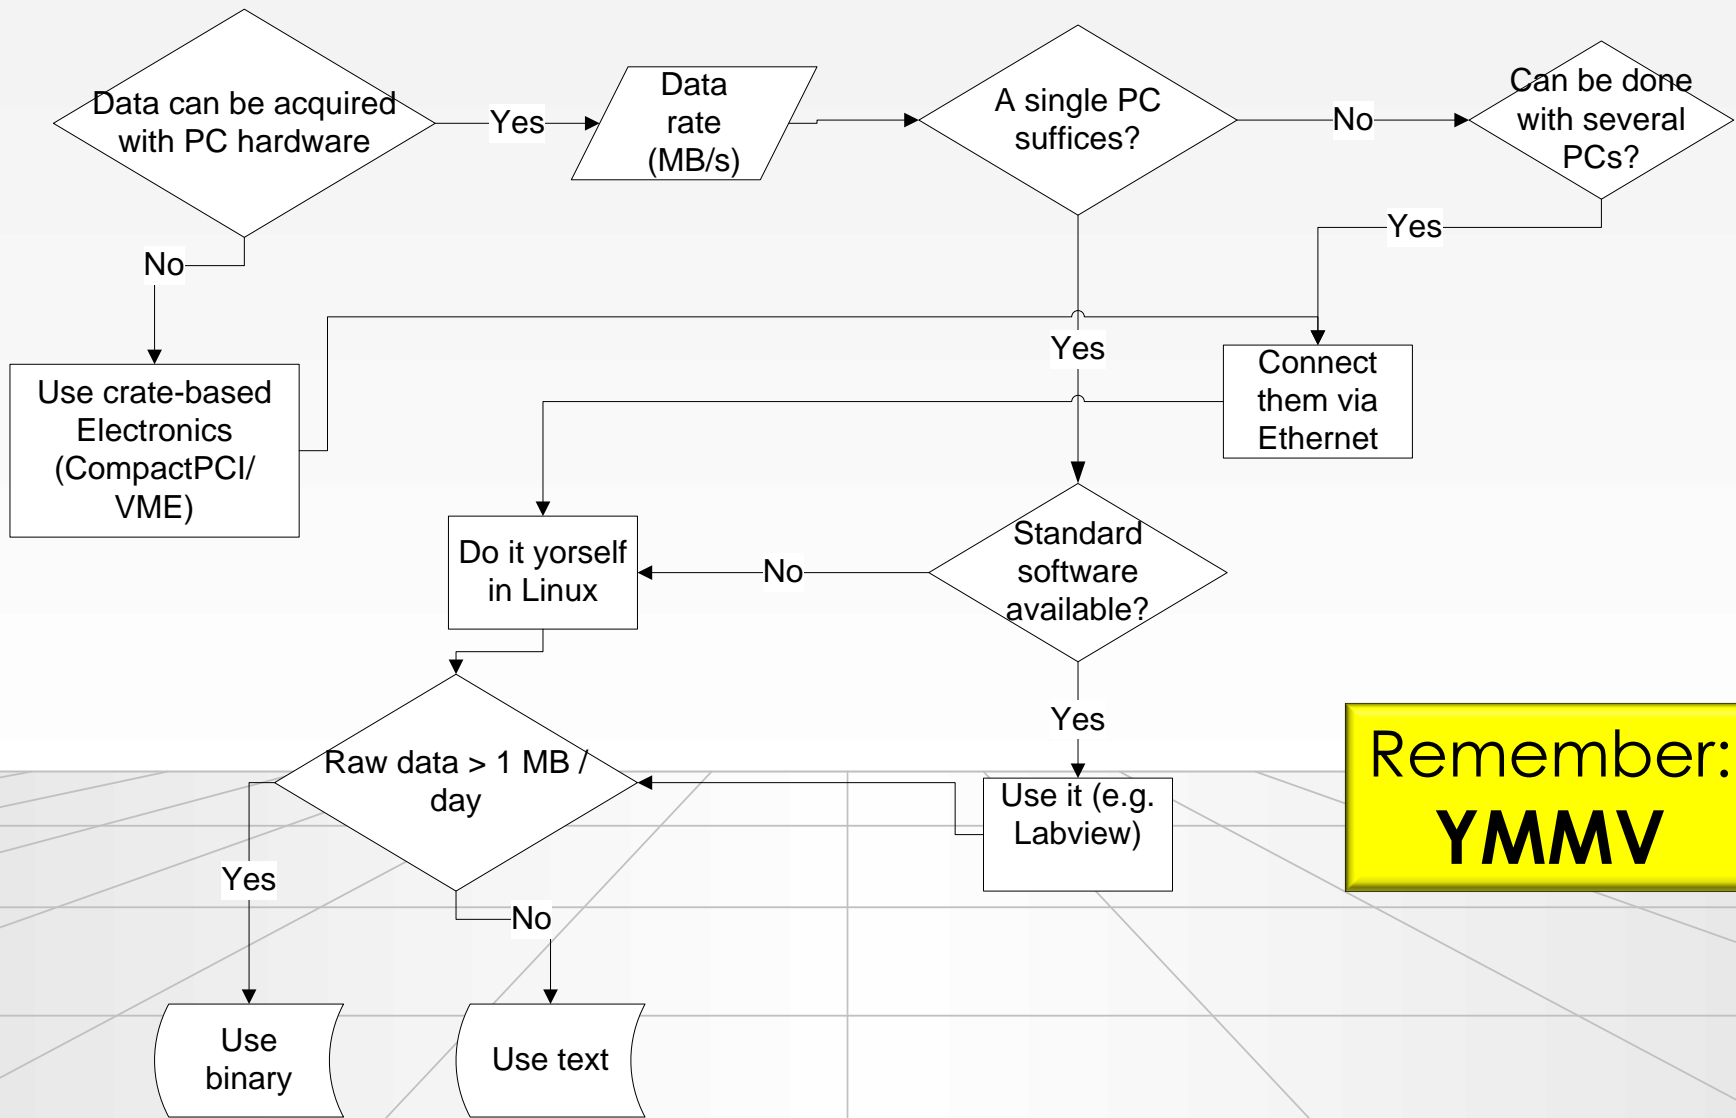 Data can be acquired
with PC hardware
Yes
Data
rate
(MB/s)
A single PC
suffices?
No
Can be done
with several
PCs?
Yes
No
Yes
Use crate-based
Electronics
(CompactPCI/
VME)
Connect
them via
Ethernet
Do it yorself
in Linux
No
Standard
software
available?
Yes
Raw data > 1 MB /
day
Use it (e.g.
Labview)
Remember:
YMMV
Yes
No
Use
binary
Use text